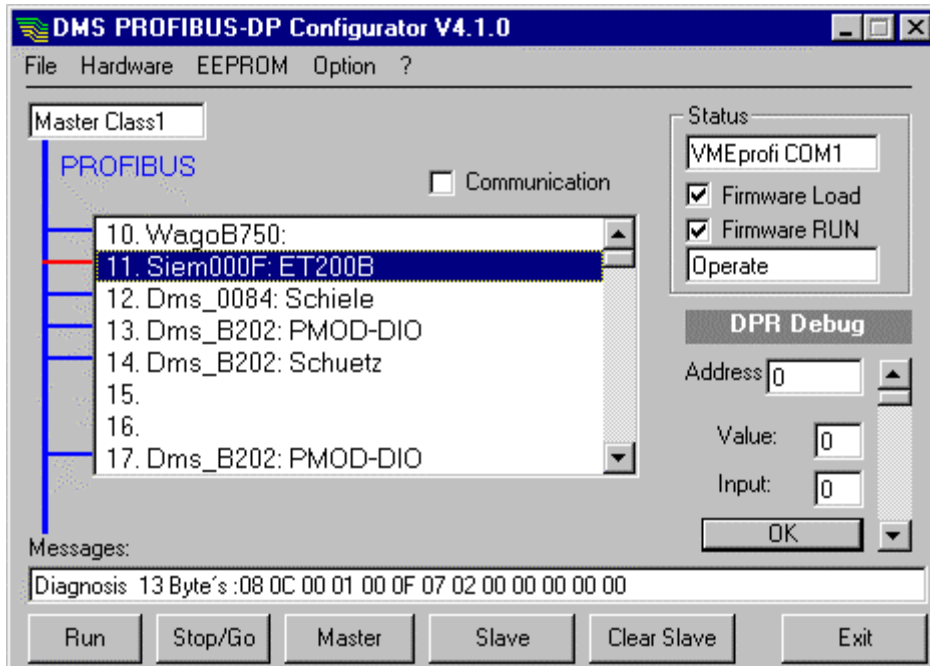 DMS PROFIBUS-DP Configurator V4.1.0
File Hardware EEPROM Option ?
Master Class1
PROFIBUS
Communication
10. WagoB750:
11. Siem000F: ET200B
12. Dms_0084: Schiele
13. Dms_B202: PMOD-DIO
14. Dms_B202: Schuetz
15.
16.
17. Dms_B202: PMOD-DIO
Status
VMEprofi COM1
Firmware Load
Firmware RUN
Operate
DPR Debug
Address 0
Value: 0
Input: 0
OK
Messages:
Diagnosis 13 Byte´s :08 0C 00 01 00 0F 07 02 00 00 00 00 00
Run Stop/Go Master Slave Clear Slave Exit